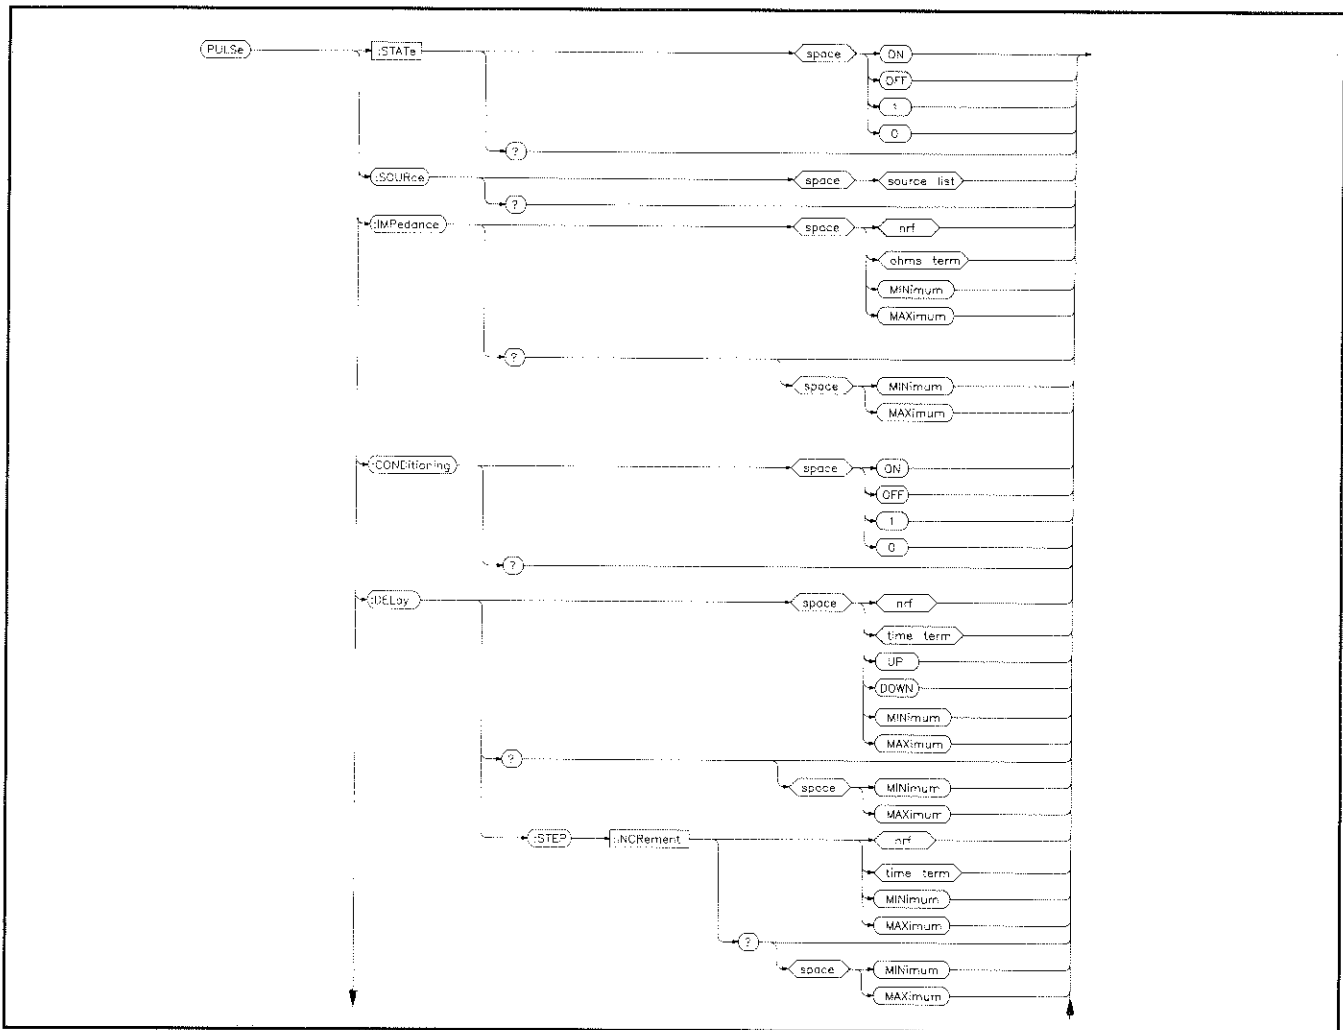 PULSe :STATe space ON
OFF
1
0
?
:SOURce space source list
?
:IMPedance space nrf
ohms term
MINimum
MAXimum
?
space MINimum
MAXimum
:CONDitioning space ON
OFF
1
0
?
:DELay space nrf
time term
UP
DOWN
MINimum
MAXimum
?
space MINimum
MAXimum
:STEP :INCRement nrf
time term
MINimum
MAXimum
?
space MINimum
MAXimum